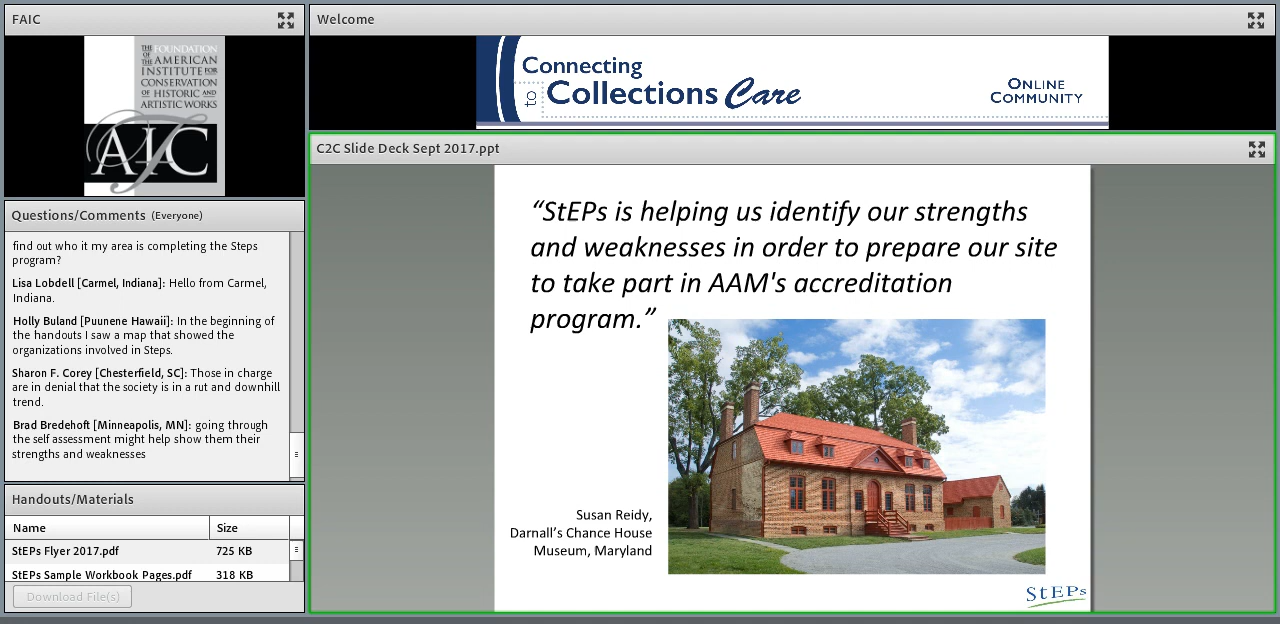 FAIC
THE FOUNDATION
OF THE AMERICAN
INSTITUTE FOR
CONSERVATION
OF HISTORIC AND
ARTISTIC WORKS
AIC
Questions/Comments (Everyone)
find out who it my area is completing the Steps
program?
Lisa Lobdell [Carmel, Indiana]: Hello from Carmel,
Indiana.
Holly Buland [Puunene Hawaii]: In the beginning of
the handouts I saw a map that showed the
organizations involved in Steps.
Sharon F. Corey [Chesterfield, SC]: Those in charge
are in denial that the society is in a rut and downhill
trend.
Brad Bredehoft [Minneapolis, MN]: going through
the self assessment might help show them their
strengths and weaknesses
Handouts/Materials
Name Size
StEPs Flyer 2017.pdf 725 KB
StEPs Sample Workbook Pages.pdf 318 KB
Download File(s)
Welcome
Connecting
to Collections Care
ONLINE
COMMUNITY
C2C Slide Deck Sept 2017.ppt
“StEPs is helping us identify our strengths
and weaknesses in order to prepare our site
to take part in AAM's accreditation
program.”
Susan Reidy,
Darnall’s Chance House
Museum, Maryland
StEPs